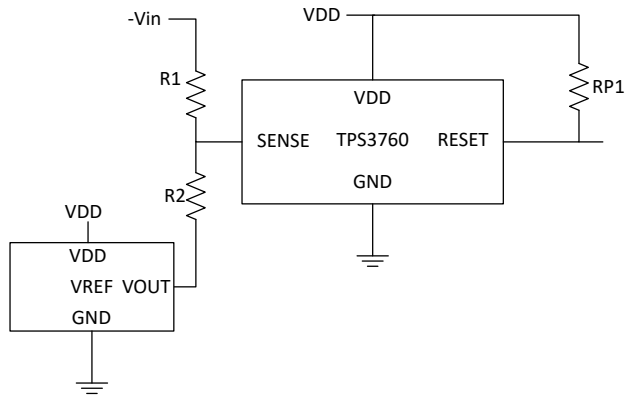 -Vin
VDD
R1
RP1
VDD
SENSE TPS3760 RESET
GND
R2
VDD
VDD
VREF VOUT
GND